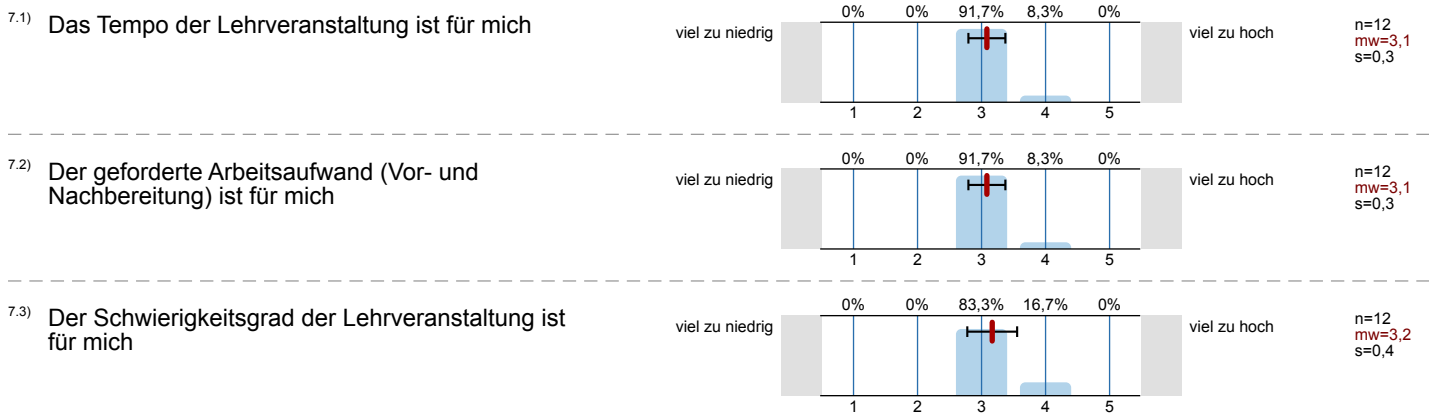 7.1) Das Tempo der Lehrveranstaltung ist für mich
viel zu niedrig
0% 0% 91,7% 8,3% 0%
1 2 3 4 5
viel zu hoch
n=12
mw=3,1
s=0,3
7.2) Der geforderte Arbeitsaufwand (Vor- und
Nachbereitung) ist für mich
viel zu niedrig
0% 0% 91,7% 8,3% 0%
1 2 3 4 5
viel zu hoch
n=12
mw=3,1
s=0,3
7.3) Der Schwierigkeitsgrad der Lehrveranstaltung ist
für mich
viel zu niedrig
0% 0% 83,3% 16,7% 0%
1 2 3 4 5
viel zu hoch
n=12
mw=3,2
s=0,4